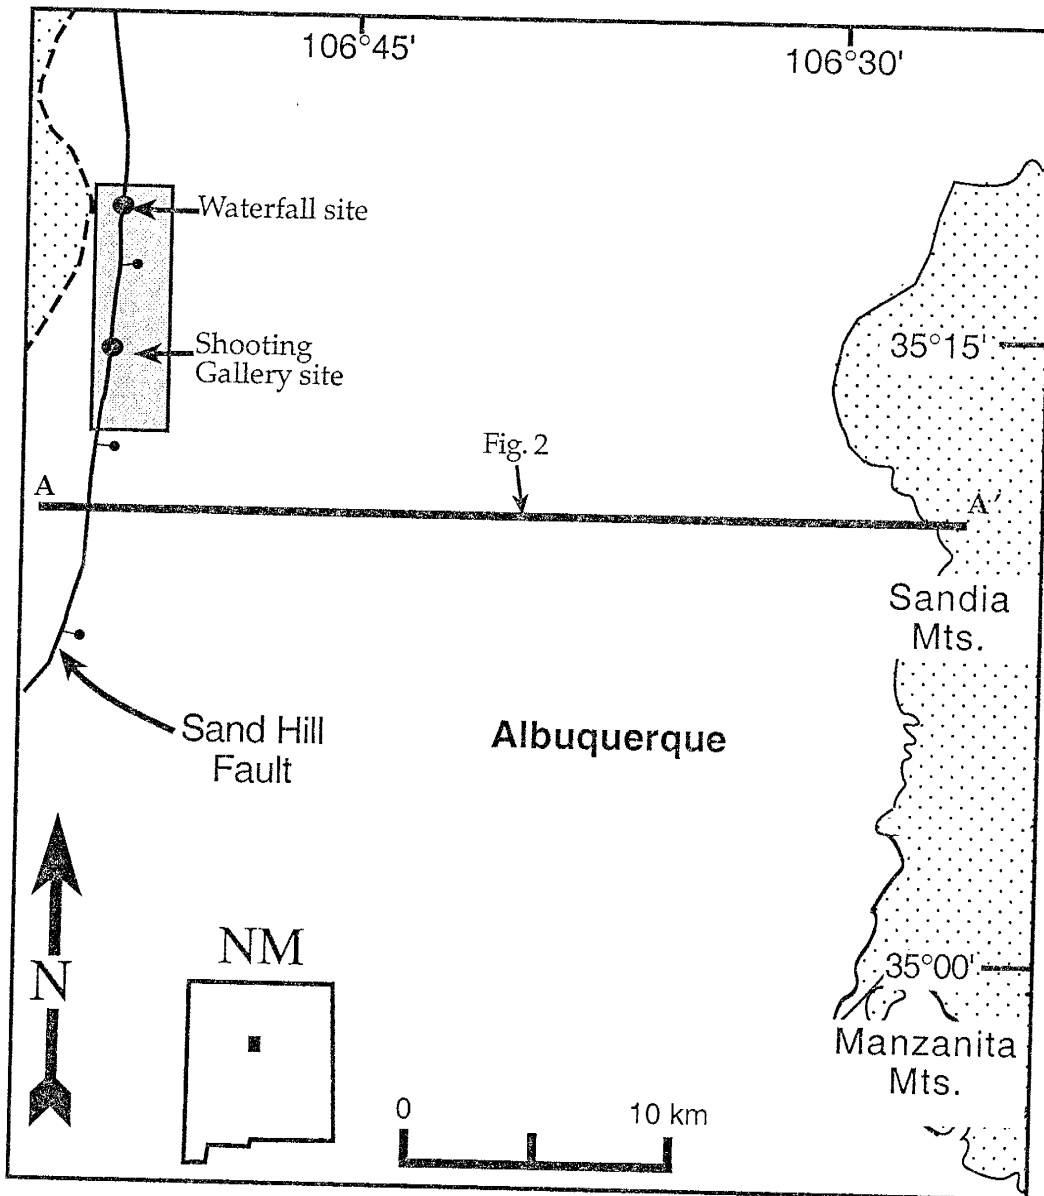 106°45'
106°30'
Waterfall site
35°15'
Shooting
Gallery site
Fig. 2
A
A′
Sandia
Mts.
Sand Hill
Fault
Albuquerque
NM
N
35°00'
Manzanita
Mts.
0
10 km